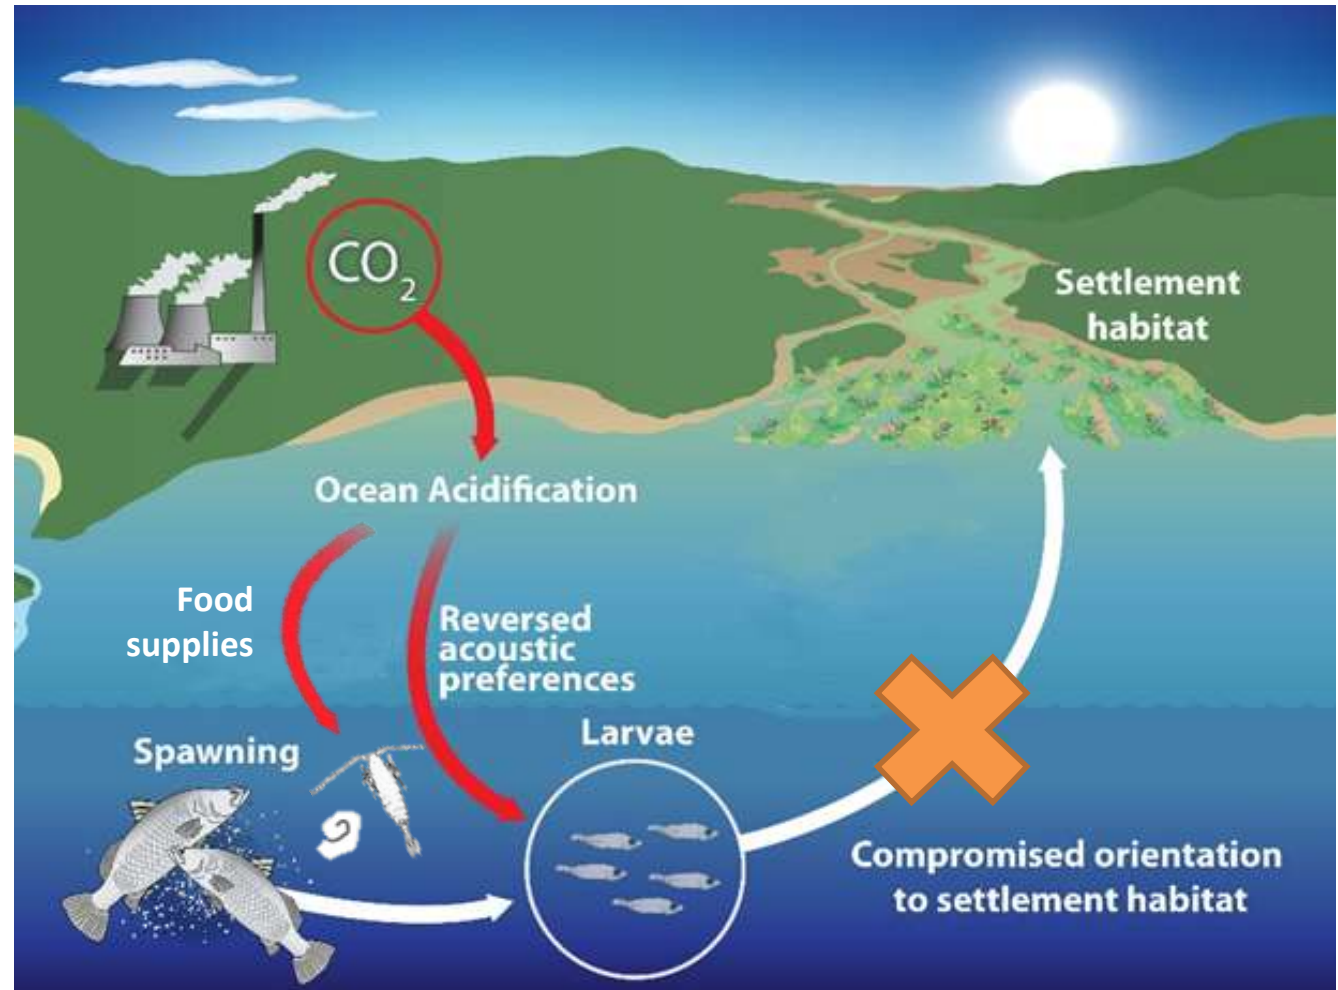 CO₂
Settlement
habitat
Ocean Acidification
Food
supplies
Reversed
acoustic
preferences
Larvae
Spawning
Compromised orientation
to settlement habitat